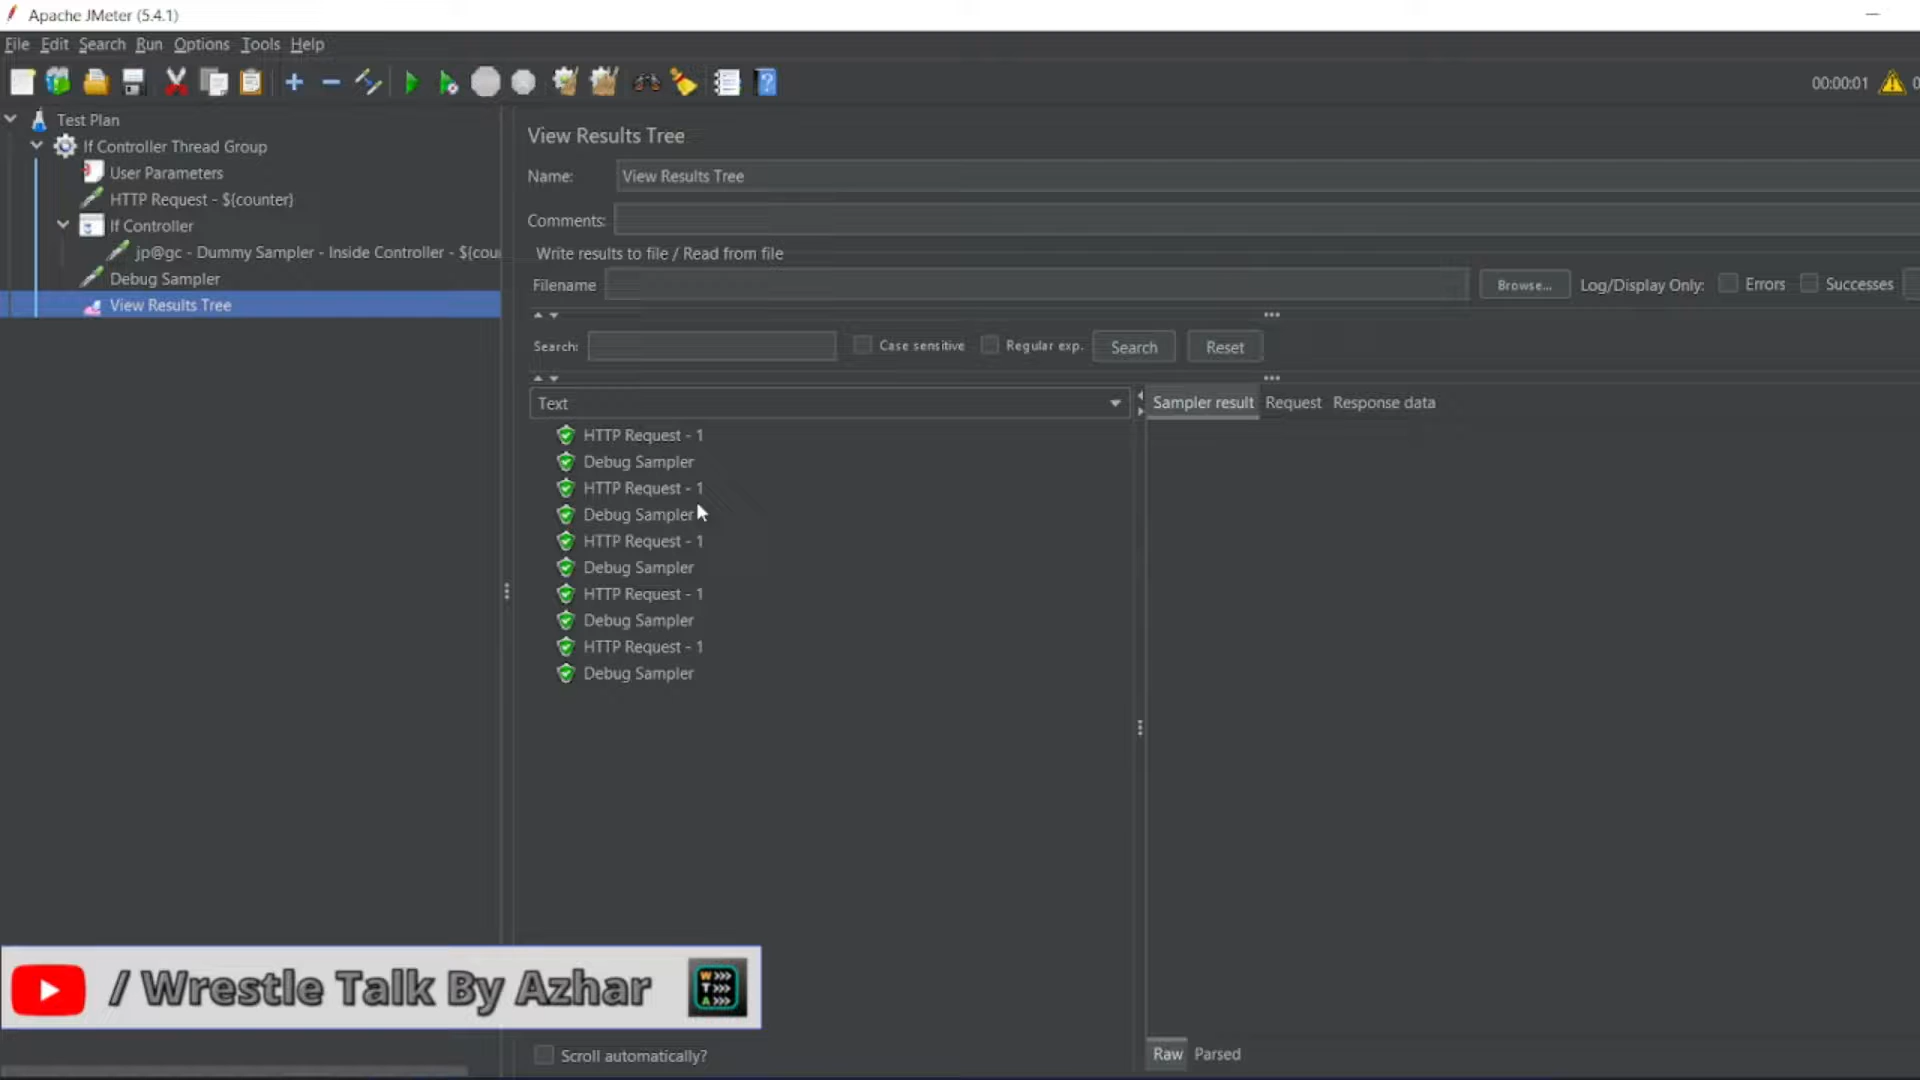 Apache JMeter (5.4.1)
File Edit Search Run Options Tools Help
00:00:01
Test Plan
If Controller Thread Group
User Parameters
HTTP Request - ${counter}
If Controller
jp@gc - Dummy Sampler - Inside Controller - ${cou
Debug Sampler
View Results Tree
View Results Tree
Name: View Results Tree
Comments:
Write results to file / Read from file
Filename Browse... Log/Display Only: Errors Successes
Search: Case sensitive Regular exp. Search Reset
Text
Sampler result Request Response data
HTTP Request - 1
Debug Sampler
HTTP Request - 1
Debug Sampler
HTTP Request - 1
Debug Sampler
HTTP Request - 1
Debug Sampler
HTTP Request - 1
Debug Sampler
/ Wrestle Talk By Azhar
W>>>
T>>>
A>>>
Scroll automatically?
Raw Parsed